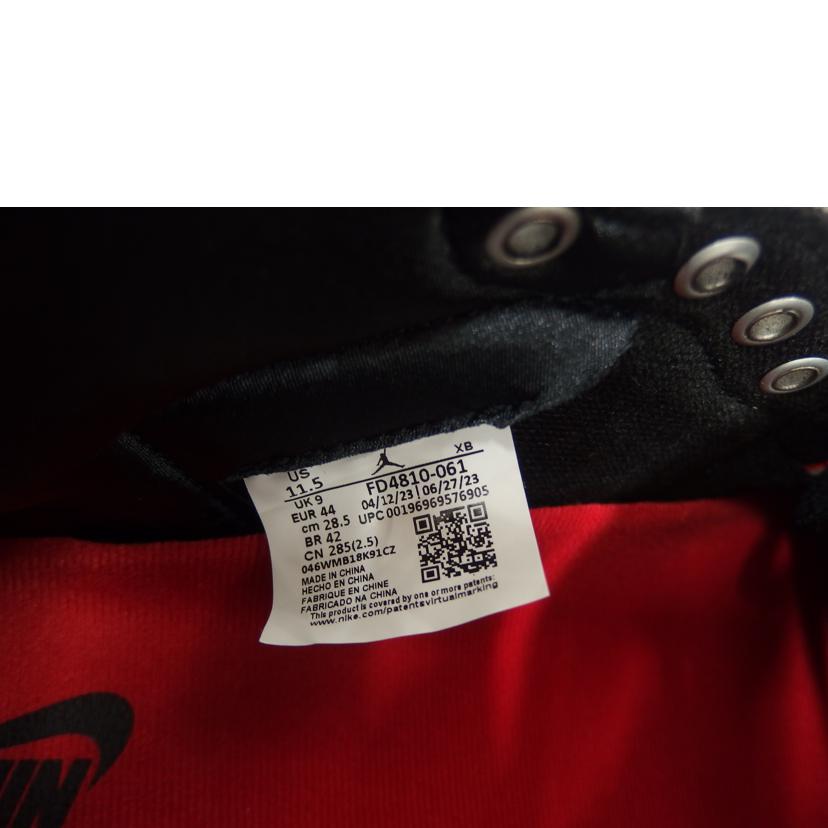 US
XB
11.5
FD4810-061
UK 9
04/12/23 | 06/27/23
EUR 44
UPC 00196969576905
cm 28.5
BR 42
CN 285(2.5)
046WMB18K91CZ
MADE IN CHINA
HECHO EN CHINA
FABRIQUE EN CHINE
FABRICADO NA CHINA
This product is covered by one or more patents:
www.nike.com/patentsvirtualmarking